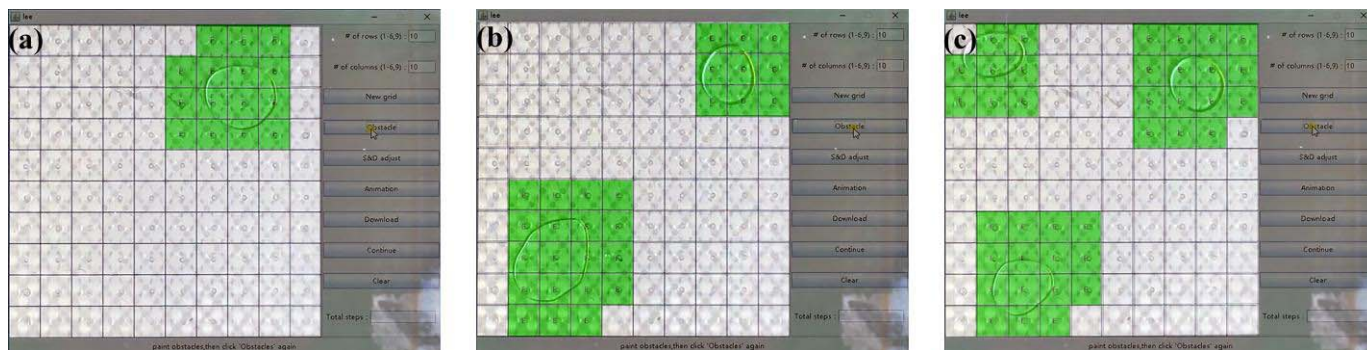 (a)
lee
# of rows (1-6,9) : 10
# of columns (1-6,9) : 10
New grid
Obstacle
S&D adjust
Animation
Download
Continue
Clear
Total steps :
paint obstacles,then click 'Obstacles' again
(b)
lee
# of rows (1-6,9) : 10
# of columns (1-6,9) : 10
New grid
Obstacle
S&D adjust
Animation
Download
Continue
Clear
Total steps :
paint obstacles,then click 'Obstacles' again
(c)
lee
# of rows (1-6,9) : 10
# of columns (1-6,9) : 10
New grid
Obstacle
S&D adjust
Animation
Download
Continue
Clear
Total steps :
paint obstacles,then click 'Obstacles' again